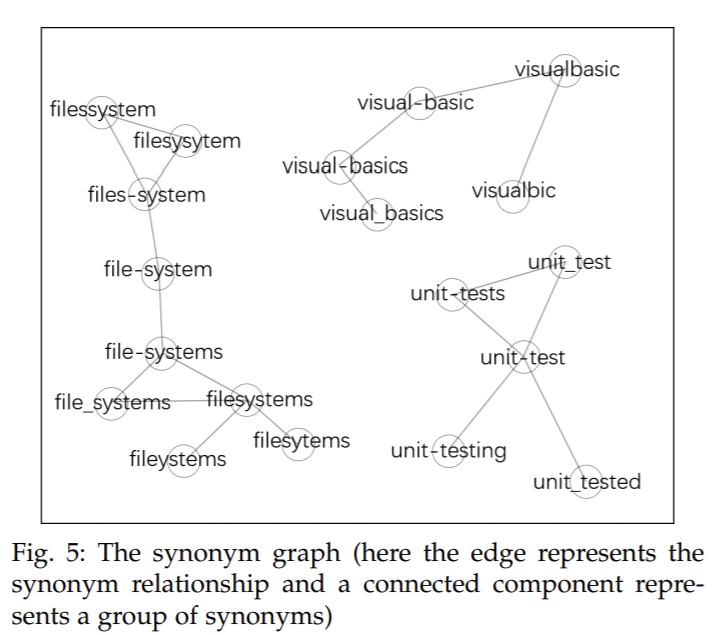 visualbasic
visual-basic
filessystem
filesysytem
visual-basics
files-system
visualbic
visual_basics
unit_test
file-system
unit-tests
file-systems
unit-test
file_systems
filesystems
filesytems
unit-testing
fileystems
unit_tested
Fig. 5: The synonym graph (here the edge represents the
synonym relationship and a connected component repre-
sents a group of synonyms)